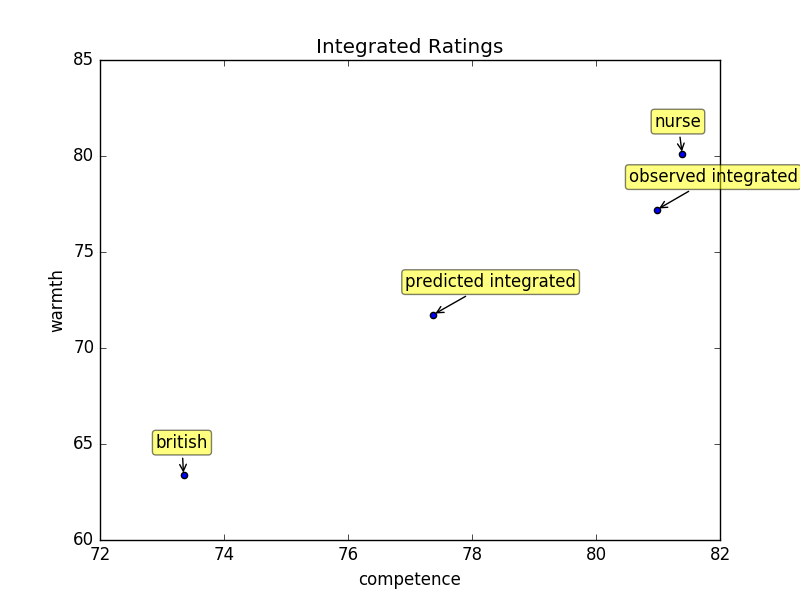 Integrated Ratings
85
nurse
80
observed integrated
75
warmth
predicted integrated
70
65
british
60
72
74
76
78
80
82
competence